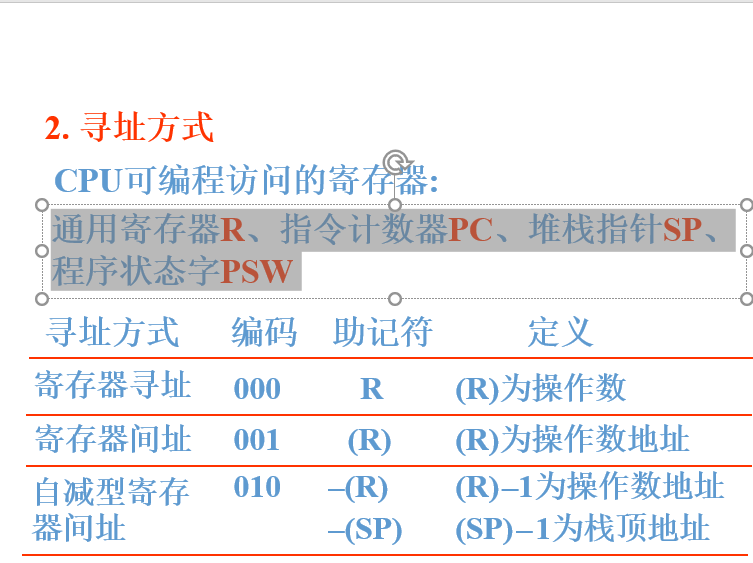 2. 寻址方式
CPU可编程访问的寄存器:
通用寄存器R、指令计数器PC、堆栈指针SP、
程序状态字PSW
寻址方式 编码 助记符 定义
寄存器寻址 000 R (R)为操作数
寄存器间址 001 (R) (R)为操作数地址
自减型寄存 010 –(R) (R)–1为操作数地址
器间址 –(SP) (SP)–1为栈顶地址